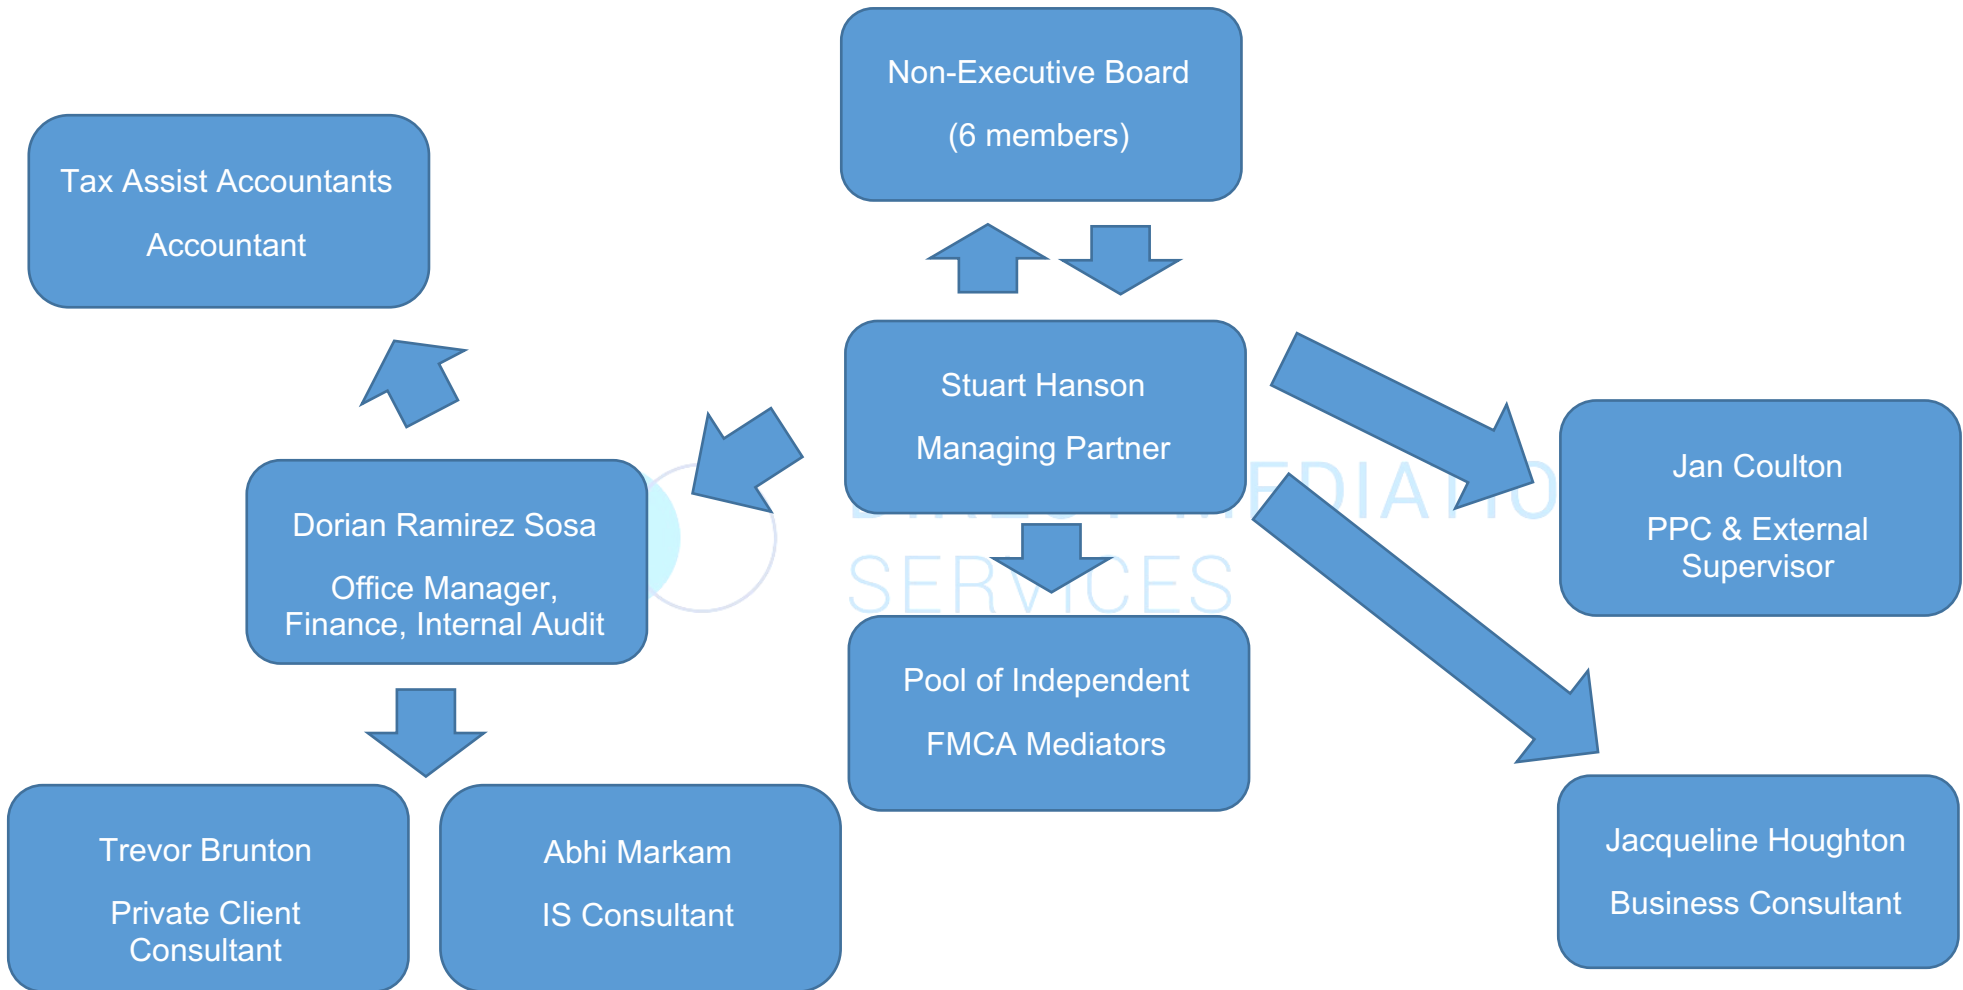 Non-Executive Board
(6 members)
Tax Assist Accountants
Accountant
Stuart Hanson
Managing Partner
Jan Coulton
PPC & External
Supervisor
Dorian Ramirez Sosa
Office Manager,
Finance, Internal Audit
SERVICES
Pool of Independent
FMCA Mediators
Trevor Brunton
Private Client
Consultant
Abhi Markam
IS Consultant
Jacqueline Houghton
Business Consultant